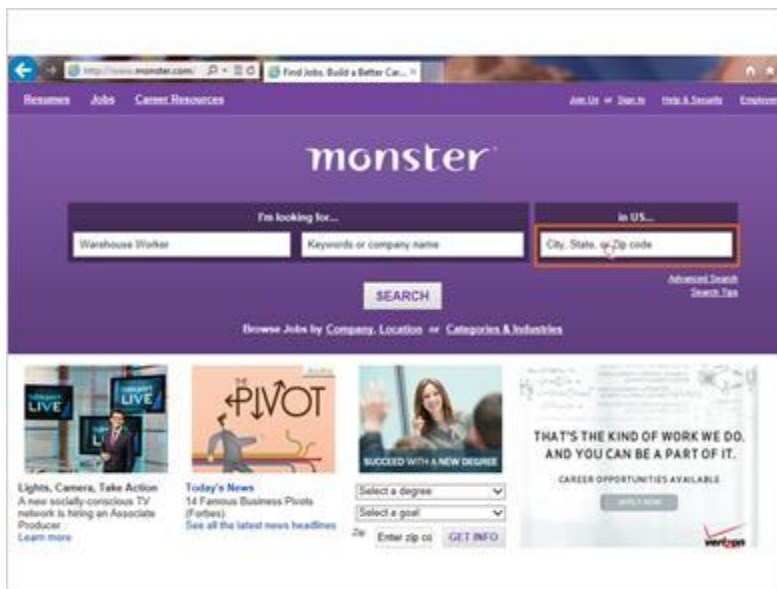 http://www.monster.com/
Find Jobs. Build a Better Car...
Resumes Jobs Career Resources
Join Us or Sign In Help & Security Employers
monster
I'm looking for...
in US...
Warehouse Worker
Keywords or company name
City, State, or Zip code
Advanced Search
Search Tips
SEARCH
Browse Jobs by Company, Location or Categories & Industries
LIVE
LIVE
THE PIVOT
SUCCEED WITH A NEW DEGREE
THAT'S THE KIND OF WORK WE DO.
AND YOU CAN BE A PART OF IT.
CAREER OPPORTUNITIES AVAILABLE
APPLY NOW
verizon
Lights, Camera, Take Action
A new socially-conscious TV
network is hiring an Associate
Producer
Learn more
Today's News
14 Famous Business Pivots
(Forbes)
See all the latest news headlines
Select a degree
Select a goal
Zip Enter zip co GET INFO